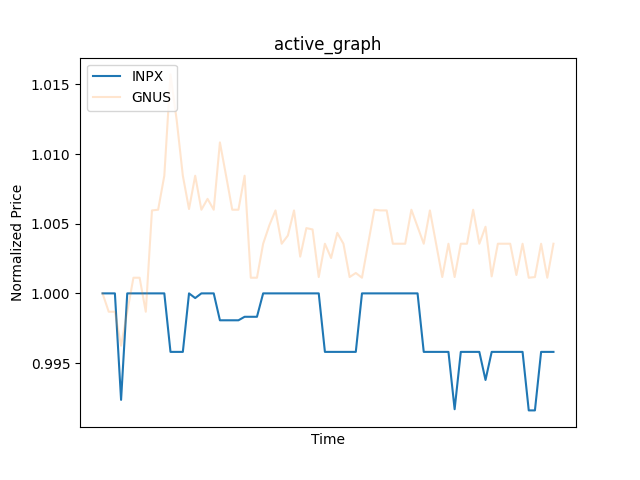 active_graph
INPX
GNUS
1.015
1.010
1.005
1.000
0.995
Normalized Price
Time